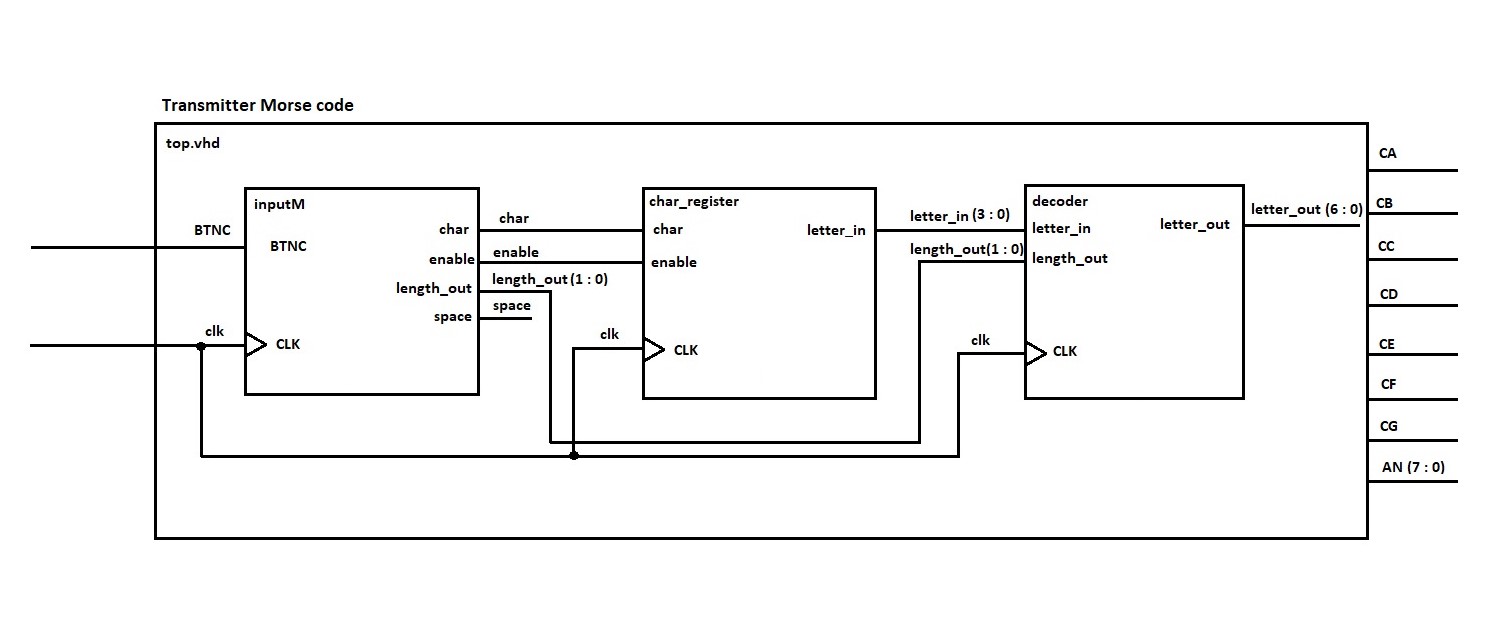 Transmitter Morse code
top.vhd
BTNC
clk
inputM
BTNC
CLK
char
enable
length_out
space
char
enable
length_out (1 : 0)
space
clk
char_register
char
enable
CLK
letter_in
letter_in (3 : 0)
length_out(1 : 0)
clk
decoder
letter_in
length_out
CLK
letter_out
letter_out (6 : 0)
CA
CB
CC
CD
CE
CF
CG
AN (7 : 0)